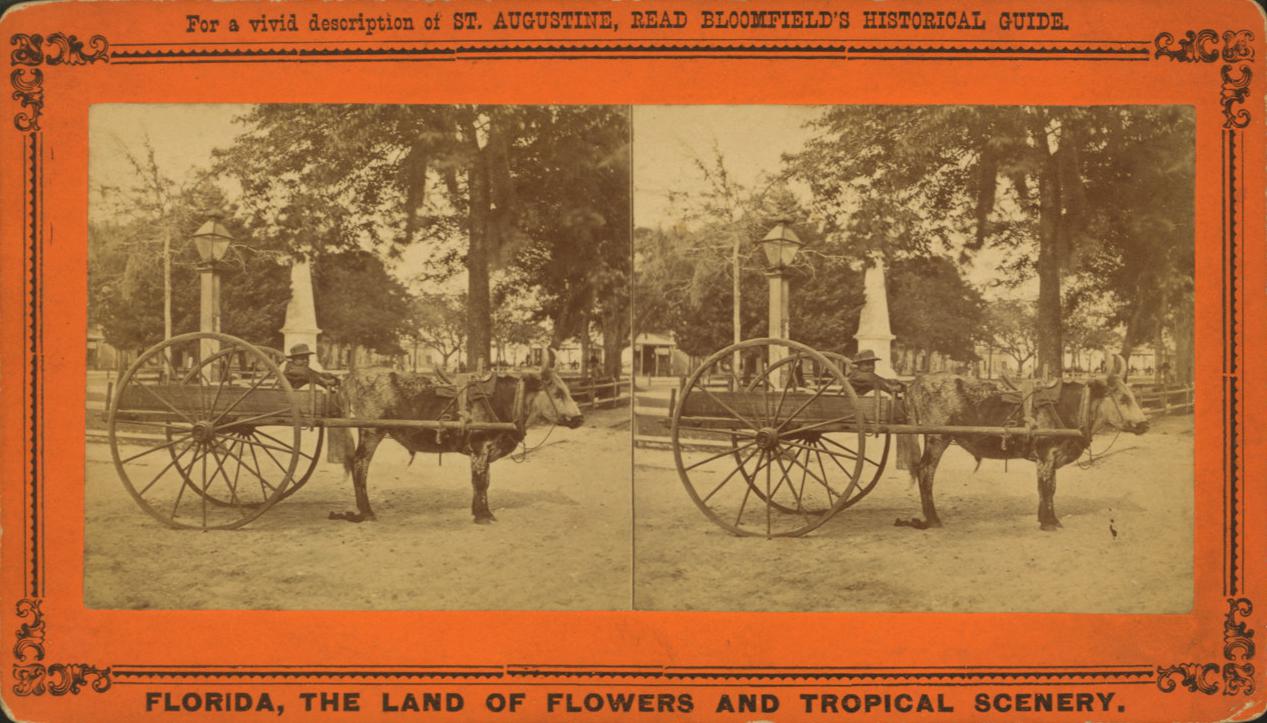 For a vivid description of ST. AUGUSTINE, READ BLOOMFIELD'S HISTORICAL GUIDE.
FLORIDA, THE LAND OF FLOWERS AND TROPICAL SCENERY.